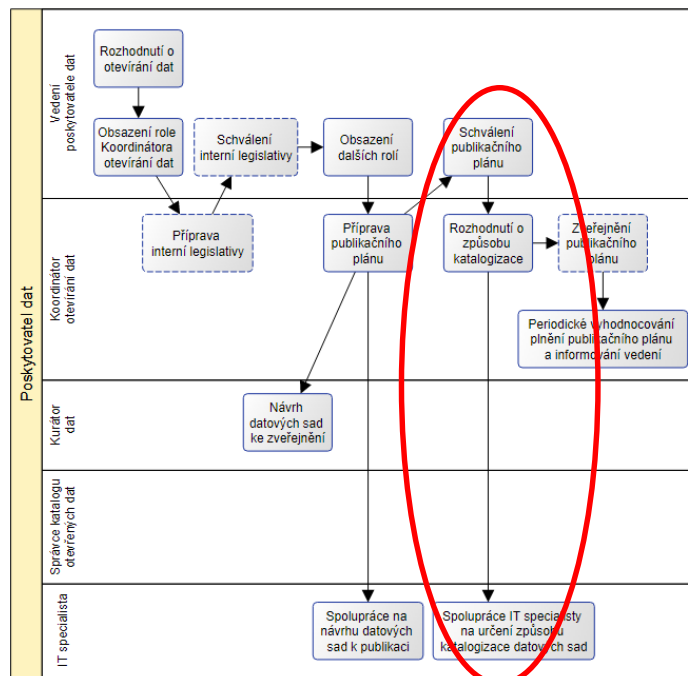 Poskytovatel dat
Vedení
poskytovatele dat
Rozhodnutí o
otevírání dat
Obsazení role
Koordinátora
otevírání dat
Schválení
interní legislativy
Obsazení
dalších rolí
Schválení
publikačního
plánu
Koordinátor
otevírání dat
Příprava
interní legislativy
Příprava
publikačního
plánu
Rozhodnutí o
způsobu
katalogizace
Zveřejnění
publikačního
plánu
Periodické vyhodnocování
plnění publikačního plánu
a informování vedení
Kurátor
dat
Návrh
datových sad
ke zveřejnění
Správce katalogu
otevřených dat
IT specialista
Spolupráce na
návrhu datových
sad k publikaci
Spolupráce IT specialisty
na určení způsobu
katalogizace datových sad